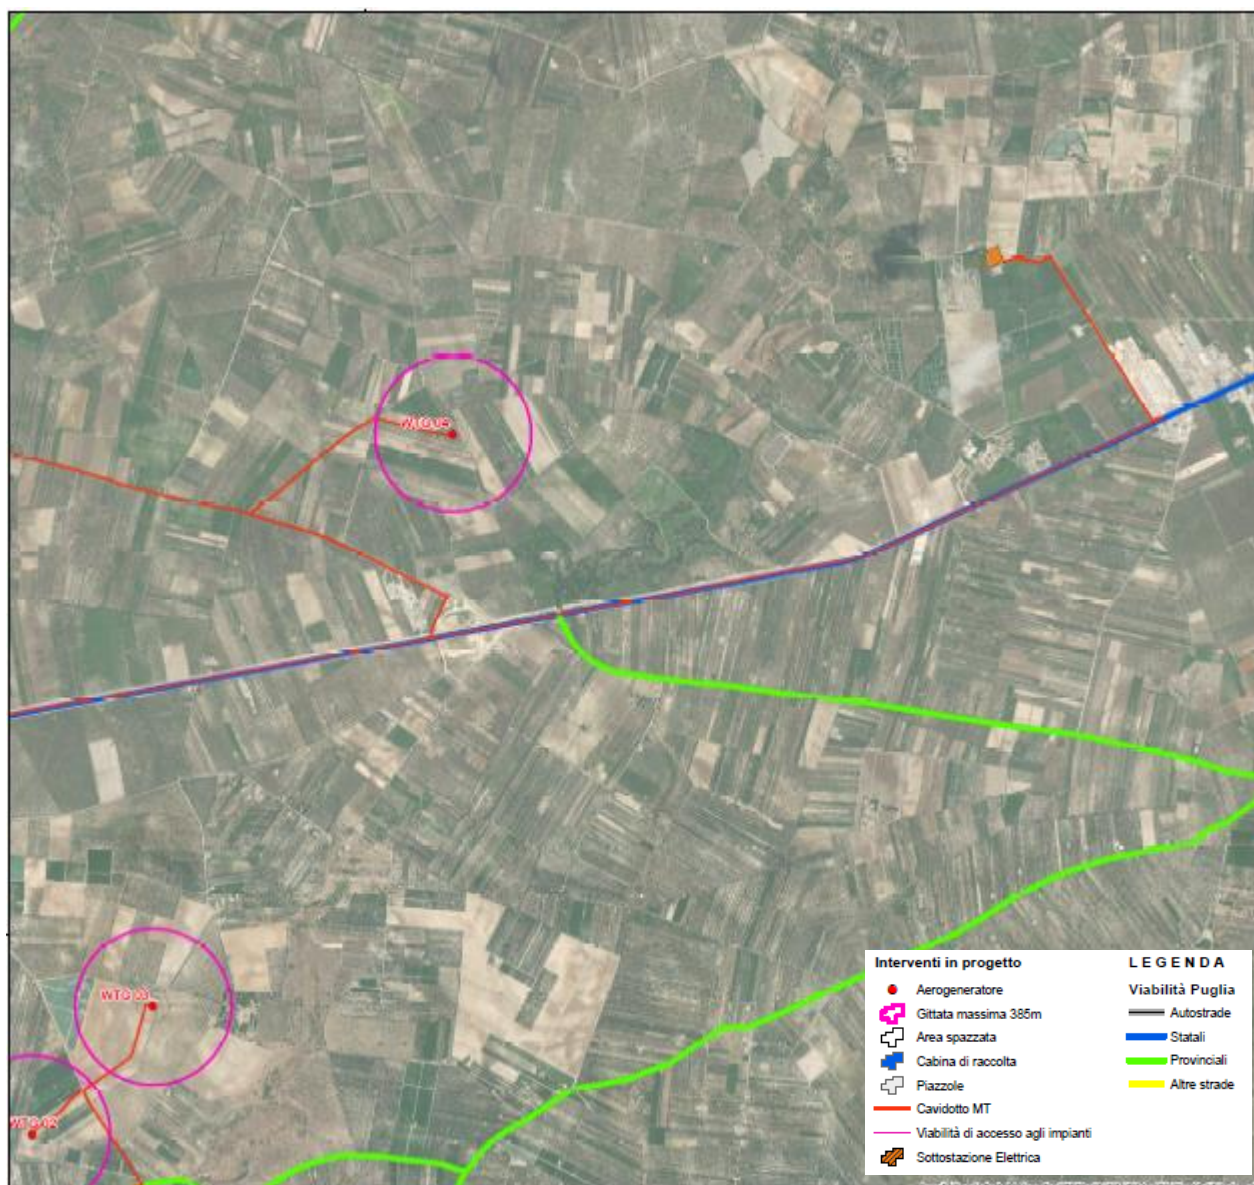 WTG 04
WTG 03
WTG 02
Interventi in progetto
Aerogeneratore
Gittata massima 385m
Area spazzata
Cabina di raccolta
Piazzole
Cavidotto MT
Viabilità di accesso agli impianti
Sottostazione Elettrica
LEGENDA
Viabilità Puglia
Autostrade
Statali
Provinciali
Altre strade